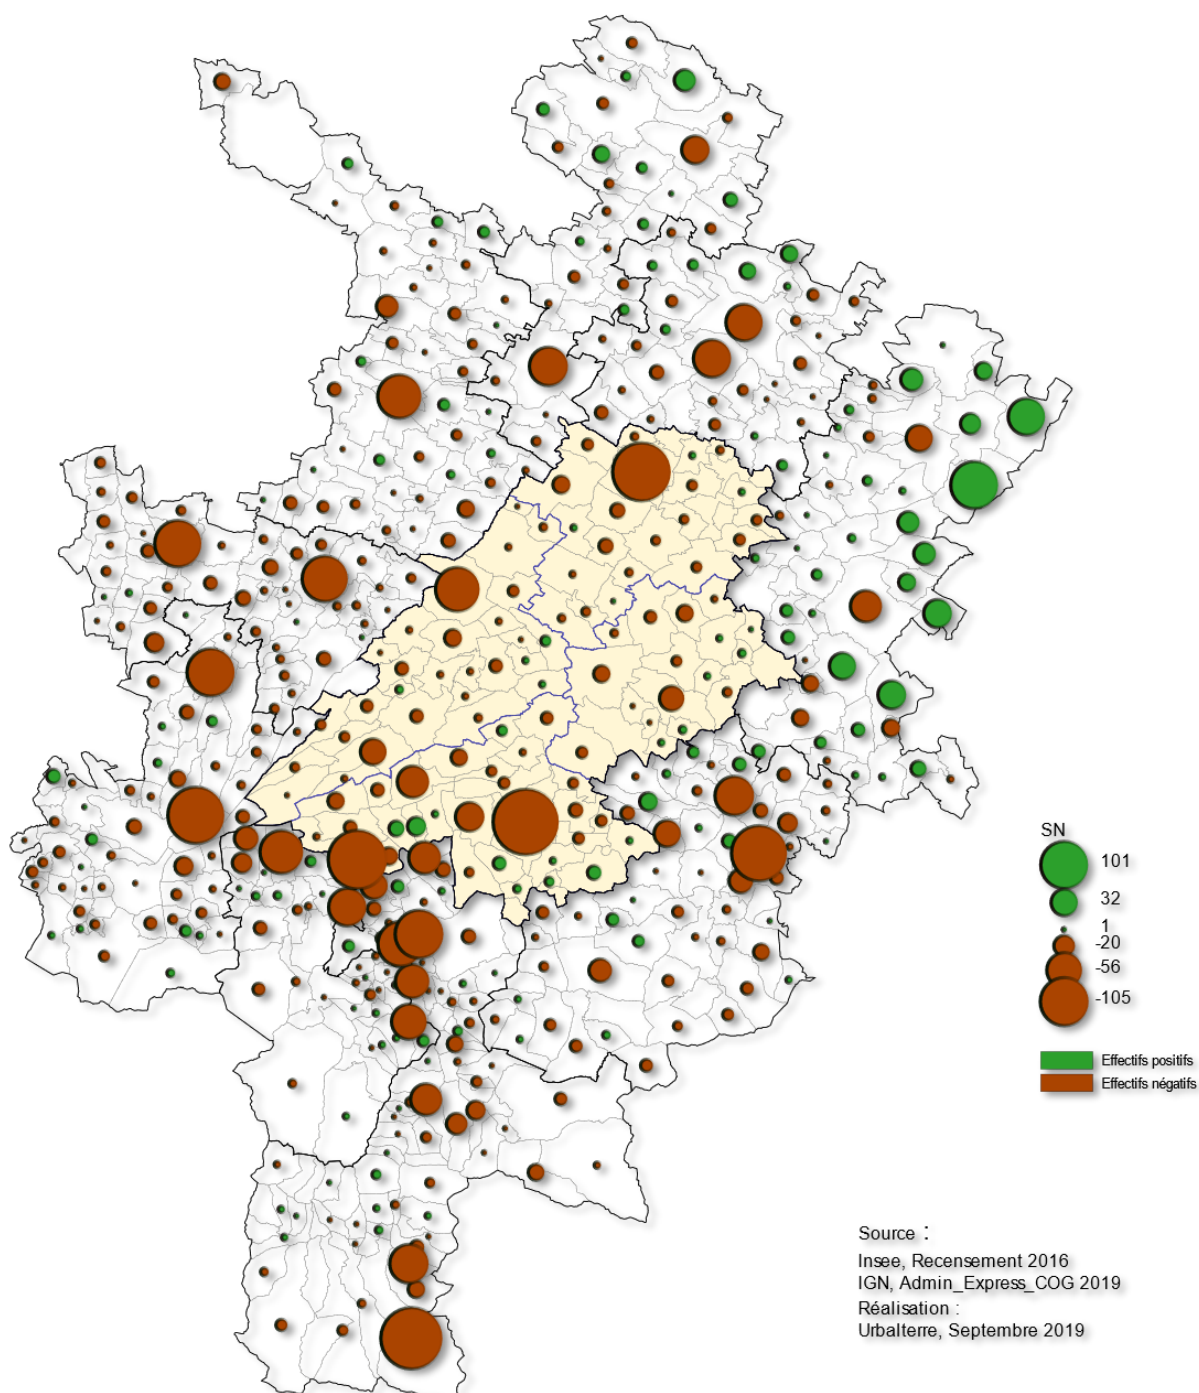 SN
101
32
1
-20
-56
-105
Effectifs positifs
Effectifs négatifs
Source :
Insee, Recensement 2016
IGN, Admin_Express_COG 2019
Réalisation :
Urbalterre, Septembre 2019